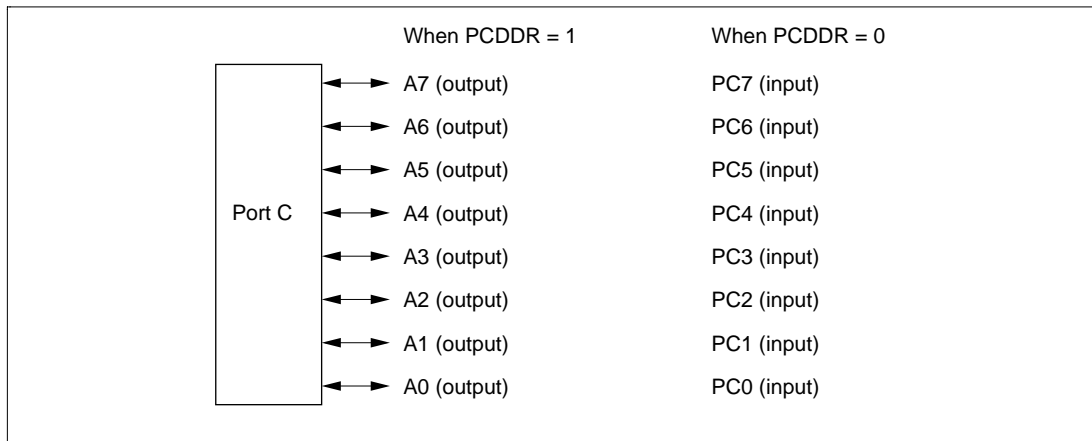 When PCDDR = 1 When PCDDR = 0
A7 (output) PC7 (input)
A6 (output) PC6 (input)
A5 (output) PC5 (input)
Port C A4 (output) PC4 (input)
A3 (output) PC3 (input)
A2 (output) PC2 (input)
A1 (output) PC1 (input)
A0 (output) PC0 (input)